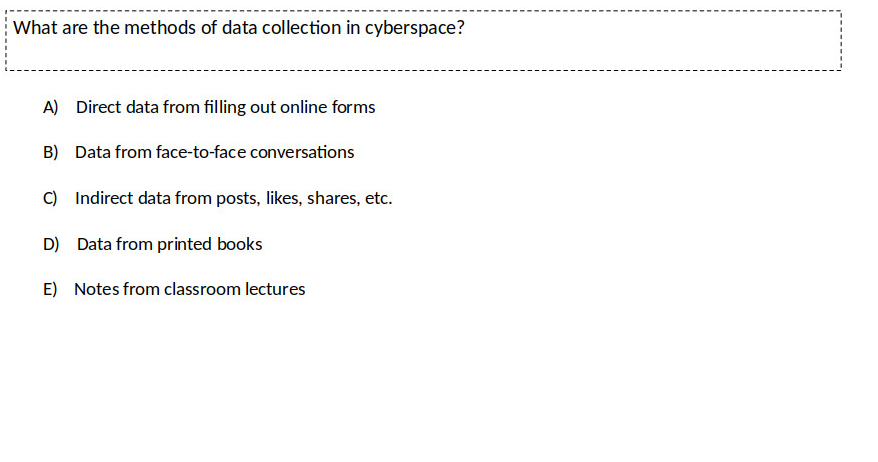 What are the methods of data collection in cyberspace?
A) Direct data from filling out online forms
B) Data from face-to-face conversations
C) Indirect data from posts, likes, shares, etc.
D) Data from printed books
E) Notes from classroom lectures